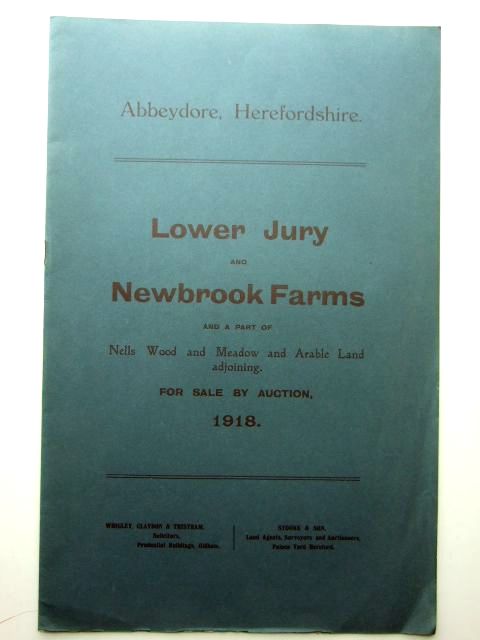 Abbeydore, Herefordshire.
Lower Jury
AND
Newbrook Farms
AND A PART OF
Nells Wood and Meadow and Arable Land
adjoining.
FOR SALE BY AUCTION,
1918.
WRIGLEY, CLAYDON & TRISTRAM,
Solicitors,
Prudential Buildings, Oldham.
STOOKE & SON,
Land Agents, Surveyors and Auctioneers,
Palace Yard Hereford.